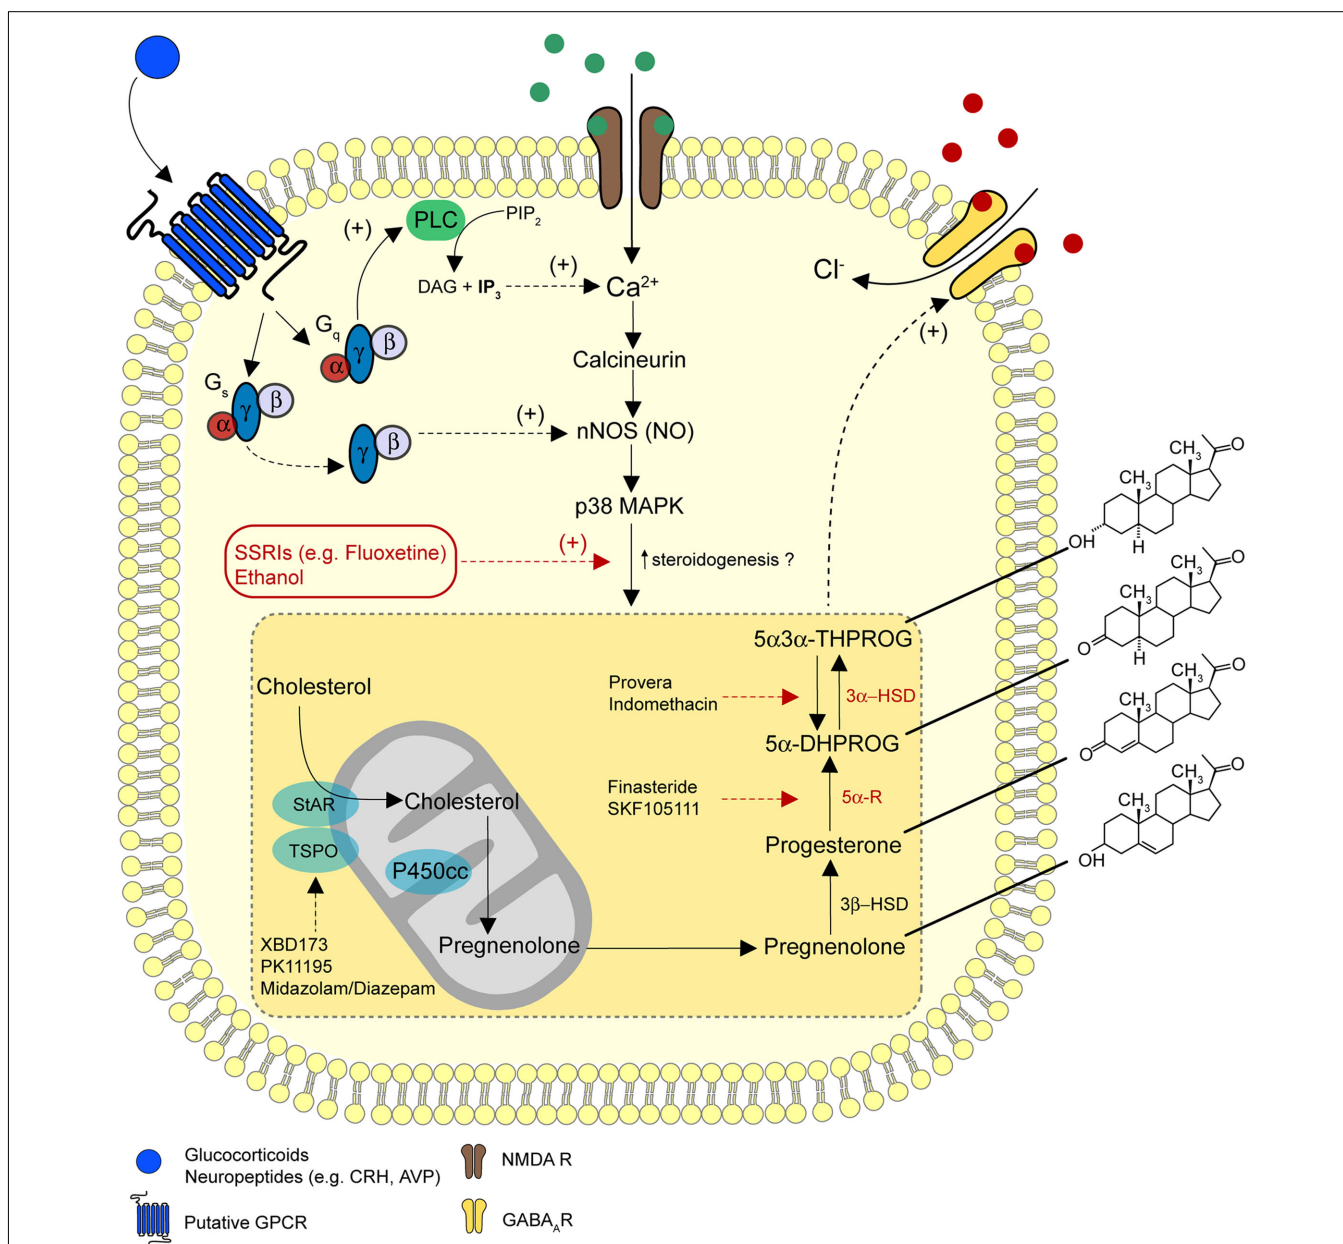 PLC
PIP2
(+)
DAG + IP3
(+)
Ca2+
Cl-
(+)
Gq
α
γ
β
Calcineurin
Gs
α
γ
β
γ
β
(+)
nNOS (NO)
p38 MAPK
SSRIs (e.g. Fluoxetine)
Ethanol
(+)
↑ steroidogenesis ?
5α3α-THPROG
Provera
Indomethacin
3α–HSD
5α-DHPROG
Finasteride
SKF105111
5α-R
Progesterone
3β–HSD
Pregnenolone
Cholesterol
StAR
Cholesterol
TSPO
P450cc
Pregnenolone
XBD173
PK11195
Midazolam/Diazepam
CH3
O
CH3
OH
H
CH3
O
CH3
O
H
CH3
O
CH3
O
CH3
O
CH3
OH
Glucocorticoids
Neuropeptides (e.g. CRH, AVP)
NMDA R
Putative GPCR
GABAAR